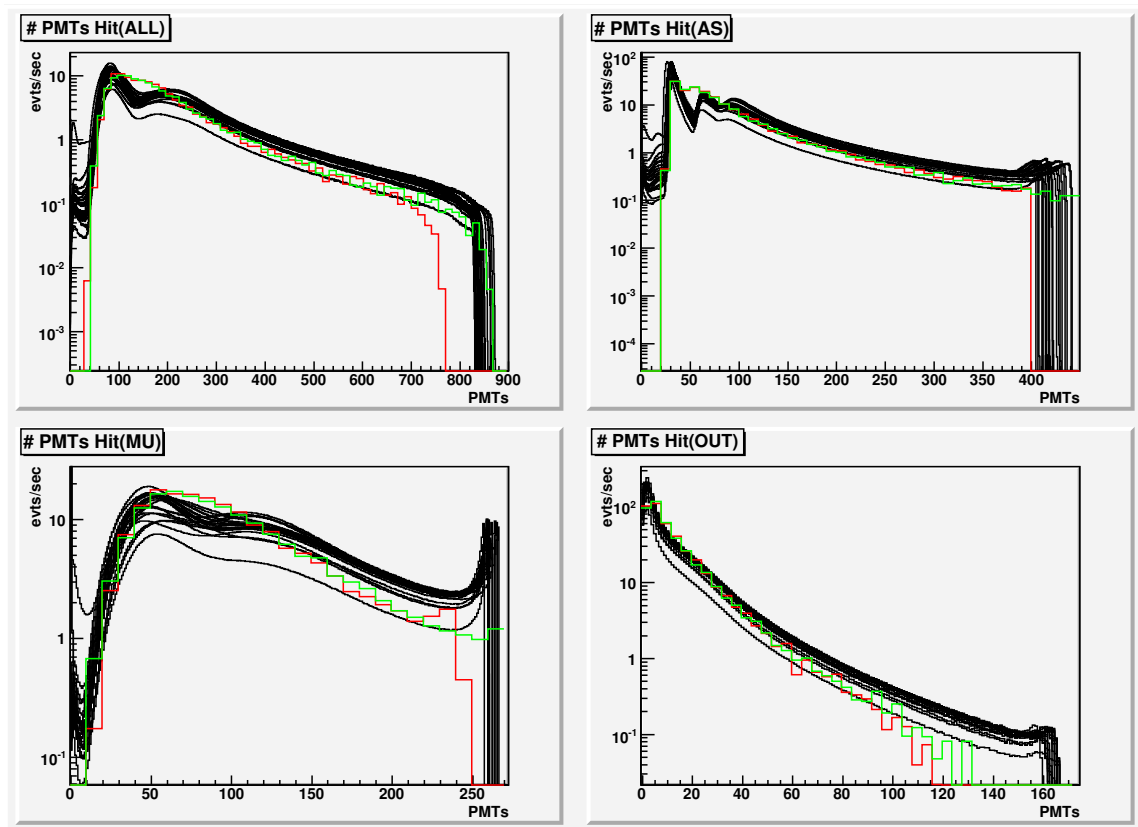 # PMTs Hit(ALL)
evts/sec
10
1
10-1
10-2
10-3
0 100 200 300 400 500 600 700 800 900
PMTs
# PMTs Hit(AS)
evts/sec
102
10
1
10-1
10-2
10-3
10-4
0 50 100 150 200 250 300 350 400
PMTs
# PMTs Hit(MU)
evts/sec
10
1
10-1
0 50 100 150 200 250
PMTs
# PMTs Hit(OUT)
evts/sec
102
10
1
10-1
0 20 40 60 80 100 120 140 160
PMTs